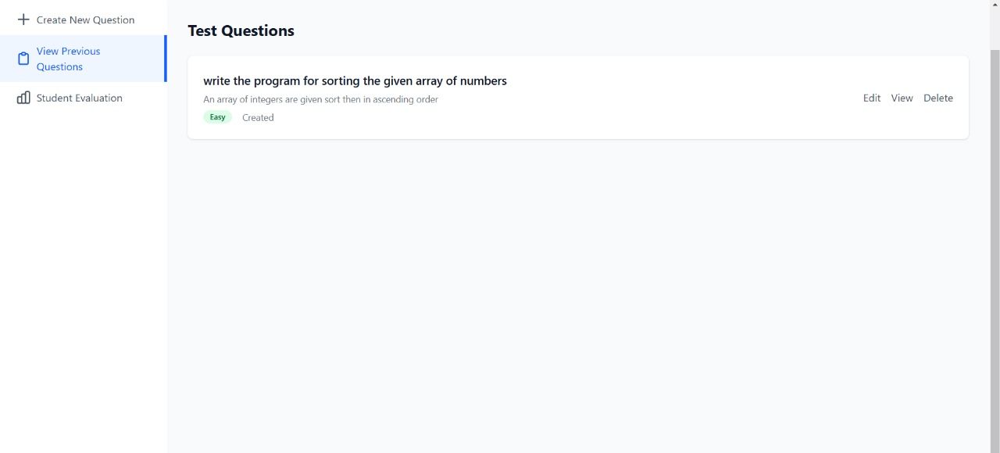 Create New Question
View Previous
Questions
Student Evaluation
Test Questions
write the program for sorting the given array of numbers
An array of integers are given sort then in ascending order
Easy Created
Edit View Delete